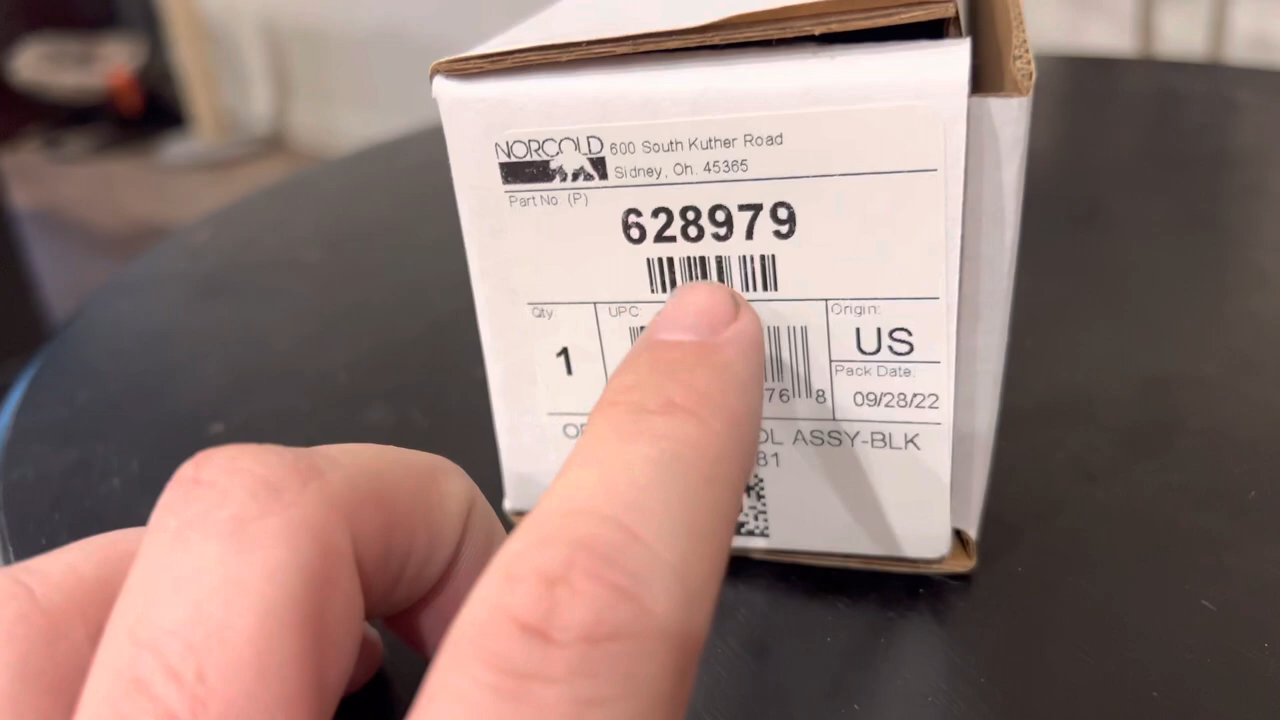 NORCOLD
600 South Kuther Road
Sidney, Oh. 45365
Part No. (P)
628979
Qty:
1
UPC:
76 8
Origin:
US
Pack Date:
09/28/22
ASSY-BLK
81